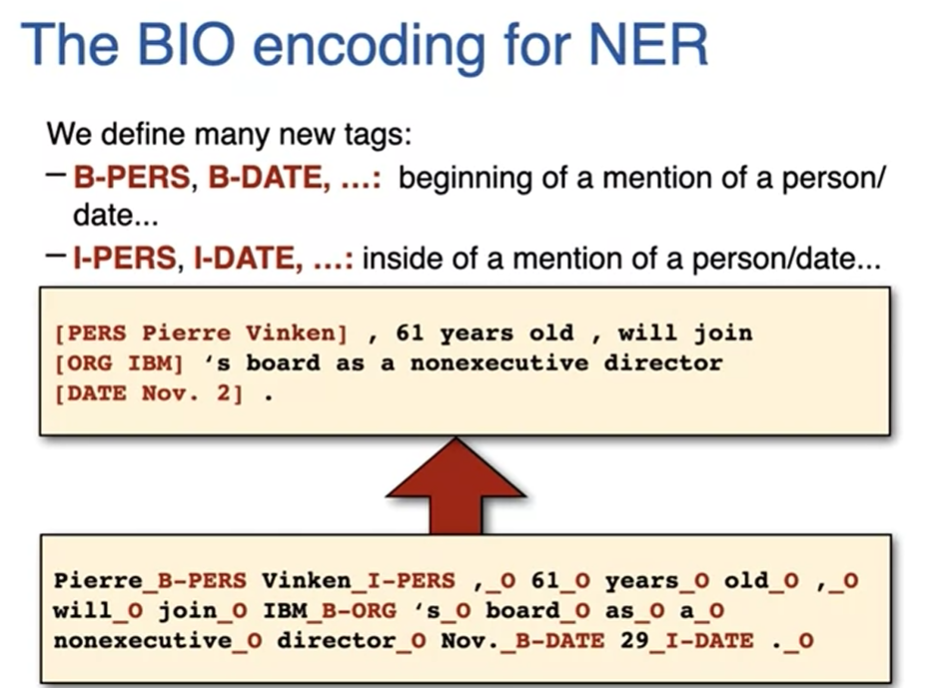 The BIO encoding for NER
We define many new tags:
– B-PERS, B-DATE, …: beginning of a mention of a person/
date...
– I-PERS, I-DATE, …: inside of a mention of a person/date...
[PERS Pierre Vinken] , 61 years old , will join
[ORG IBM] ‘s board as a nonexecutive director
[DATE Nov. 2] .
Pierre_B-PERS Vinken_I-PERS ,_O 61_O years_O old_O ,_O
will_O join_O IBM_B-ORG ‘s_O board_O as_O a_O
nonexecutive_O director_O Nov._B-DATE 29_I-DATE ._O